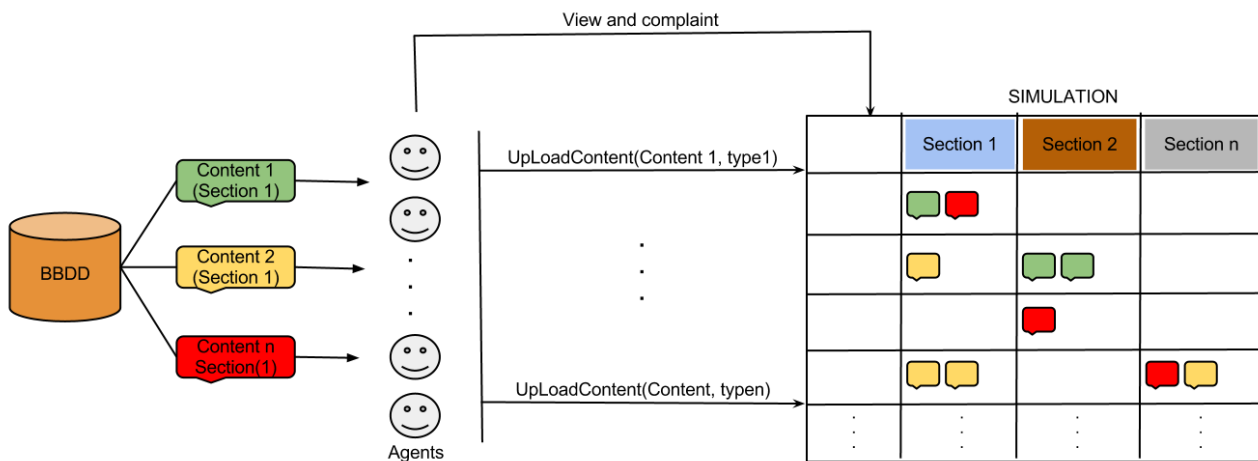 View and complaint
SIMULATION
Section 1
Section 2
Section n
Content 1
(Section 1)
UpLoadContent(Content 1, type1)
BBDD
Content 2
(Section 1)
Content n
Section(1)
UpLoadContent(Content, typen)
Agents